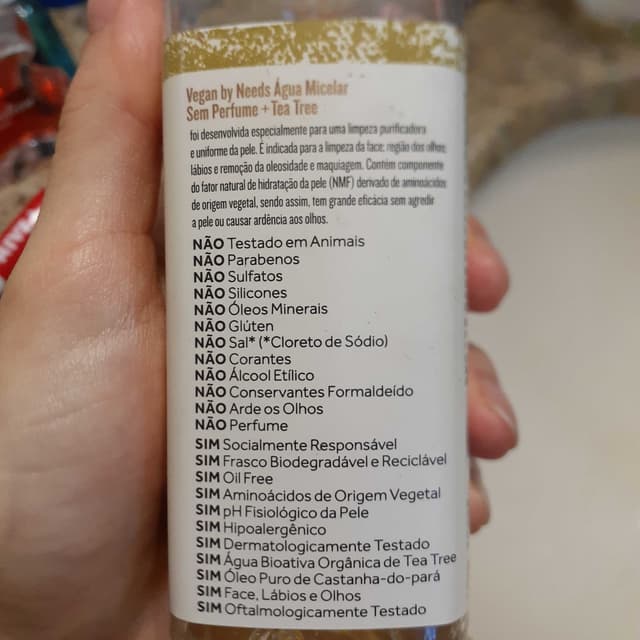 Vegan by Needs Água Micelar
Sem Perfume + Tea Tree
foi desenvolvida especialmente para uma limpeza purificadora
e uniforme da pele. É indicada para a limpeza da face: região dos olhos,
lábios e remoção da oleosidade e maquiagem. Contém componente
do fator natural de hidratação da pele (NMF) derivado de aminoácidos
de origem vegetal, sendo assim, tem grande eficácia sem agredir
a pele ou causar ardência aos olhos.
NÃO Testado em Animais
NÃO Parabenos
NÃO Sulfatos
NÃO Silicones
NÃO Óleos Minerais
NÃO Glúten
NÃO Sal* (*Cloreto de Sódio)
NÃO Corantes
NÃO Álcool Etílico
NÃO Conservantes Formaldeído
NÃO Arde os Olhos
NÃO Perfume
SIM Socialmente Responsável
SIM Frasco Biodegradável e Reciclável
SIM Oil Free
SIM Aminoácidos de Origem Vegetal
SIM pH Fisiológico da Pele
SIM Hipoalergênico
SIM Dermatologicamente Testado
SIM Água Bioativa Orgânica de Tea Tree
SIM Óleo Puro de Castanha-do-pará
SIM Face, Lábios e Olhos
SIM Oftalmologicamente Testado